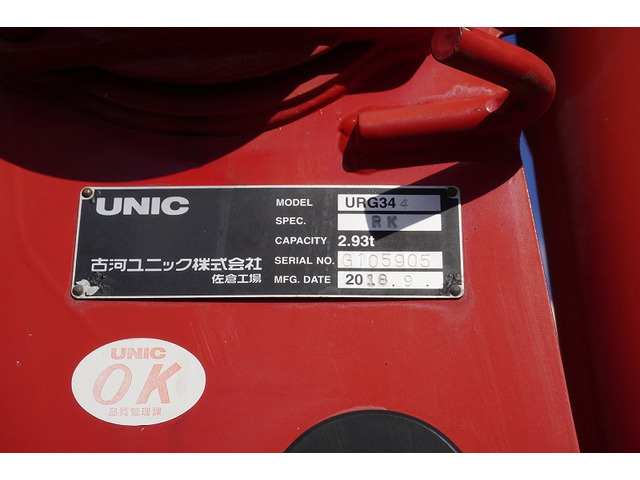 UNIC
MODEL URG344
SPEC. RK
CAPACITY 2.93t
SERIAL NO. G105905
MFG. DATE 2018.9.
古河ユニック株式会社
佐倉工場
UNIC
OK
品質管理課